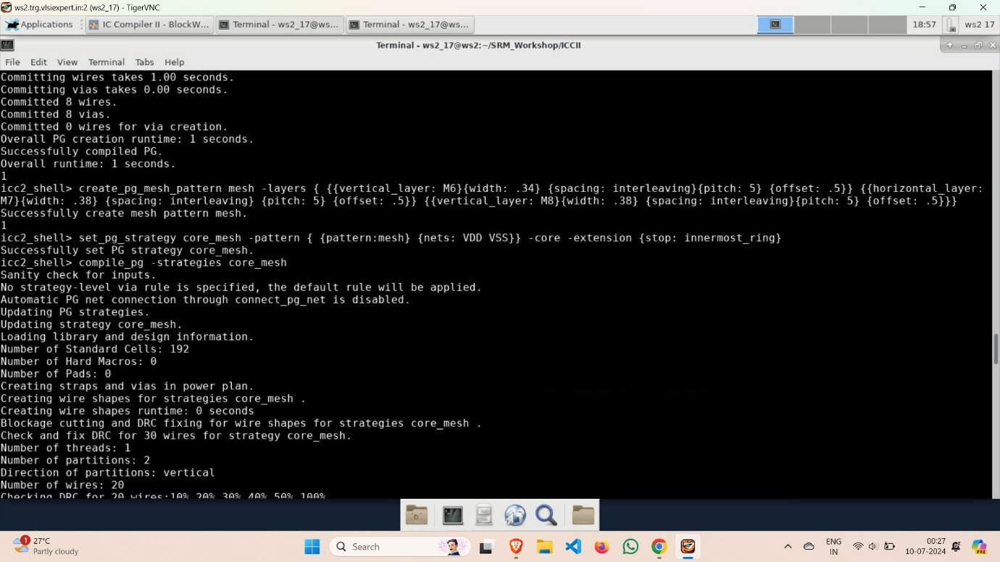 ws2.trg.vlsiexpert.in:2 (ws2_17) - TigerVNC
Applications
IC Compiler II - BlockW...
Terminal - ws2_17@ws...
Terminal - ws2_17@ws...
18:57
ws2 17
Terminal - ws2_17@ws2:~/SRM_Workshop/ICCII
File Edit View Terminal Tabs Help
Committing wires takes 1.00 seconds.
Committing vias takes 0.00 seconds.
Committed 8 wires.
Committed 8 vias.
Committed 0 wires for via creation.
Overall PG creation runtime: 1 seconds.
Successfully compiled PG.
Overall runtime: 1 seconds.
1
icc2_shell> create_pg_mesh_pattern mesh -layers { {{vertical_layer: M6}{width: .34} {spacing: interleaving}{pitch: 5} {offset: .5}} {{horizontal_layer:
M7}{width: .38} {spacing: interleaving} {pitch: 5} {offset: .5}} {{vertical_layer: M8}{width: .38} {spacing: interleaving}{pitch: 5} {offset: .5}}}
Successfully create mesh pattern mesh.
1
icc2_shell> set_pg_strategy core_mesh -pattern { {pattern:mesh} {nets: VDD VSS}} -core -extension {stop: innermost_ring}
Successfully set PG strategy core_mesh.
icc2_shell> compile_pg -strategies core_mesh
Sanity check for inputs.
No strategy-level via rule is specified, the default rule will be applied.
Automatic PG net connection through connect_pg_net is disabled.
Updating PG strategies.
Updating strategy core_mesh.
Loading library and design information.
Number of Standard Cells: 192
Number of Hard Macros: 0
Number of Pads: 0
Creating straps and vias in power plan.
Creating wire shapes for strategies core_mesh .
Creating wire shapes runtime: 0 seconds
Blockage cutting and DRC fixing for wire shapes for strategies core_mesh .
Check and fix DRC for 30 wires for strategy core_mesh.
Number of threads: 1
Number of partitions: 2
Direction of partitions: vertical
Number of wires: 20
Checking DRC for 20 wires:10% 20% 30% 40% 50% 100%
1
27°C
Partly cloudy
Search
ENG
IN
00:27
10-07-2024
PRE